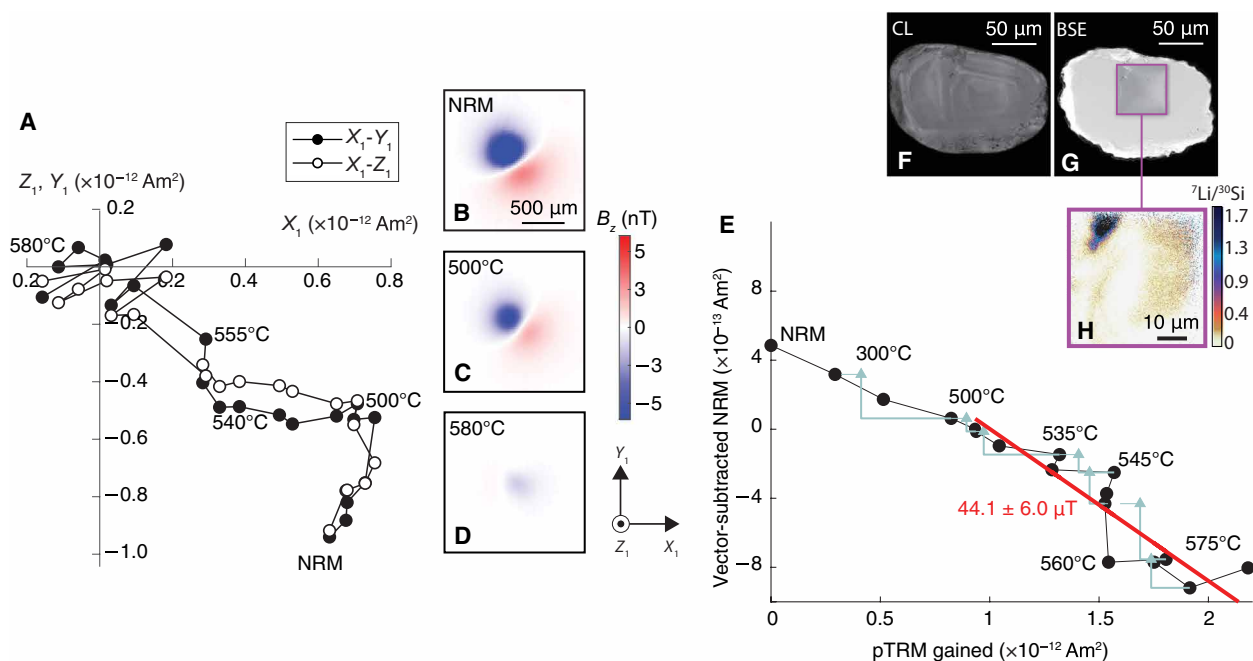 A
X₁-Y₁
X₁-Z₁
Z₁, Y₁ (×10⁻¹² Am²)
X₁ (×10⁻¹² Am²)
0.2
580°C
0.2
0.2
0.4
0.6
0.8
−0.2
555°C
−0.4
540°C
500°C
−0.6
−0.8
−1.0
NRM
NRM
B
500 µm
500°C
C
580°C
D
B_z (nT)
5
3
0
−3
−5
Y₁
Z₁
X₁
CL
50 µm
F
BSE
50 µm
G
⁷Li/³⁰Si
1.7
1.3
0.9
0.4
0
H
10 µm
E
Vector-subtracted NRM (×10⁻¹³ Am²)
8
4
0
−4
−8
NRM
300°C
500°C
535°C
545°C
44.1 ± 6.0 µT
560°C
575°C
0
0.5
1
1.5
2
pTRM gained (×10⁻¹² Am²)